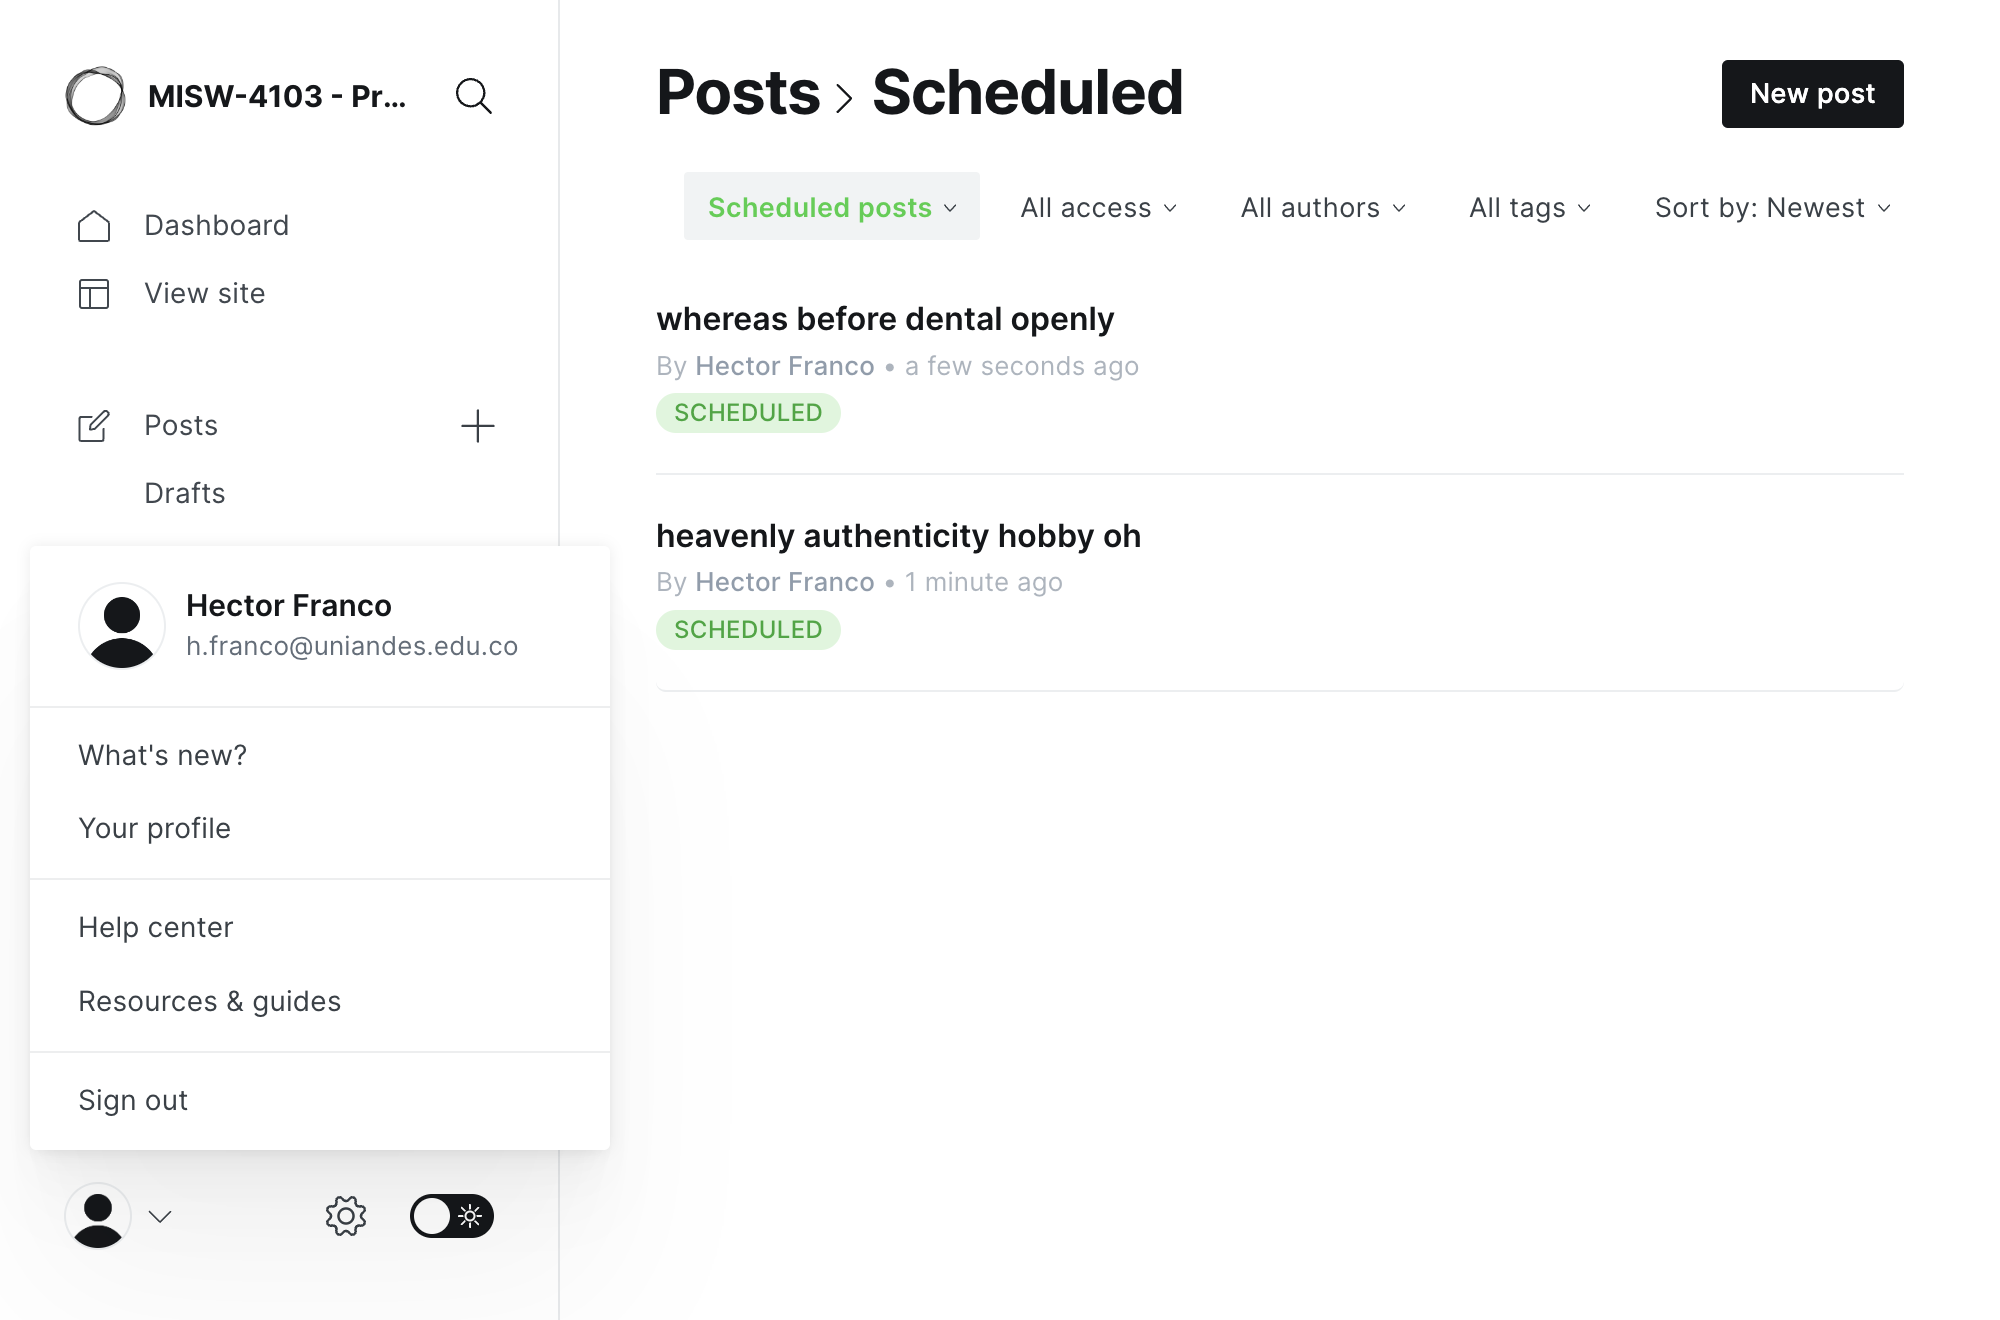 MISW-4103 - Pr...
Dashboard
View site
Posts
Drafts
Hector Franco
h.franco@uniandes.edu.co
What's new?
Your profile
Help center
Resources & guides
Sign out
Posts > Scheduled
New post
Scheduled posts All access All authors All tags Sort by: Newest
whereas before dental openly
By Hector Franco • a few seconds ago
SCHEDULED
heavenly authenticity hobby oh
By Hector Franco • 1 minute ago
SCHEDULED